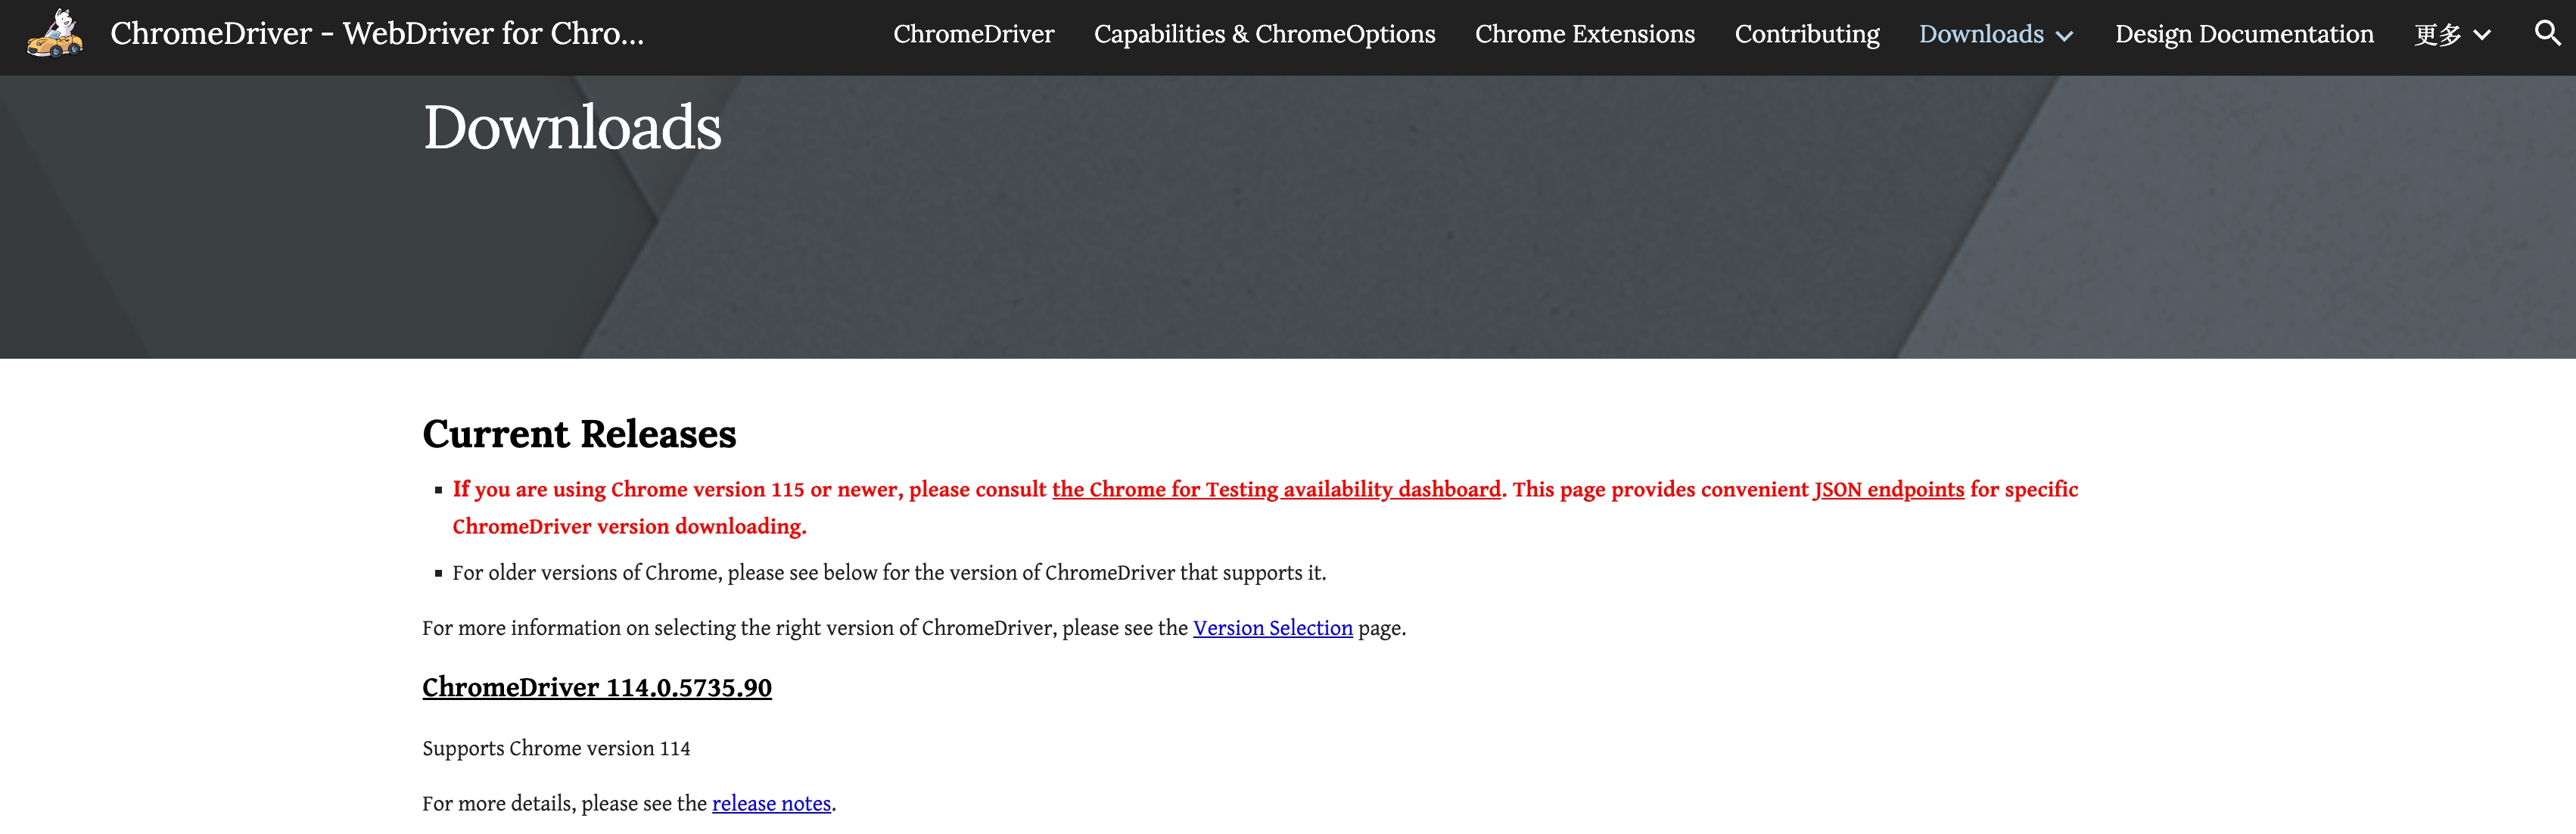 ChromeDriver - WebDriver for Chro...
ChromeDriver
Capabilities & ChromeOptions
Chrome Extensions
Contributing
Downloads
Design Documentation
更多
Downloads
Current Releases
If you are using Chrome version 115 or newer, please consult the Chrome for Testing availability dashboard. This page provides convenient JSON endpoints for specific
ChromeDriver version downloading.
For older versions of Chrome, please see below for the version of ChromeDriver that supports it.
For more information on selecting the right version of ChromeDriver, please see the Version Selection page.
ChromeDriver 114.0.5735.90
Supports Chrome version 114
For more details, please see the release notes.